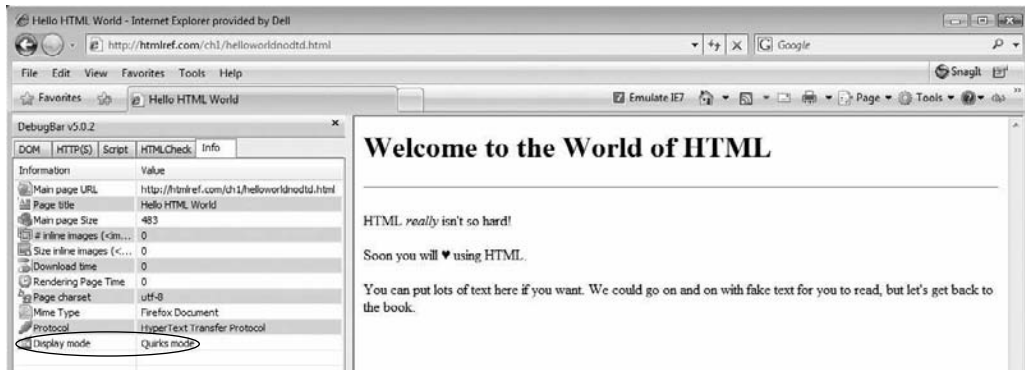 Hello HTML World - Internet Explorer provided by Dell
http://htmlref.com/ch1/helloworldnodtd.html
Google
File Edit View Favorites Tools Help
SnagIt
Favorites
Hello HTML World
Emulate IE7
Page
Tools
DebugBar v5.0.2
DOM HTTP(S) Script HTMLCheck Info
Information Value
Main page URL http://htmlref.com/ch1/helloworldnodtd.html
Page title Hello HTML World
Main page Size 483
# inline images (<im... 0
Size inline images (<... 0
Download time 0
Rendering Page Time 0
Page charset utf-8
Mime Type Firefox Document
Protocol HyperText Transfer Protocol
Display mode Quirks mode
Welcome to the World of HTML
HTML really isn't so hard!
Soon you will ♥ using HTML.
You can put lots of text here if you want. We could go on and on with fake text for you to read, but let's get back to
the book.